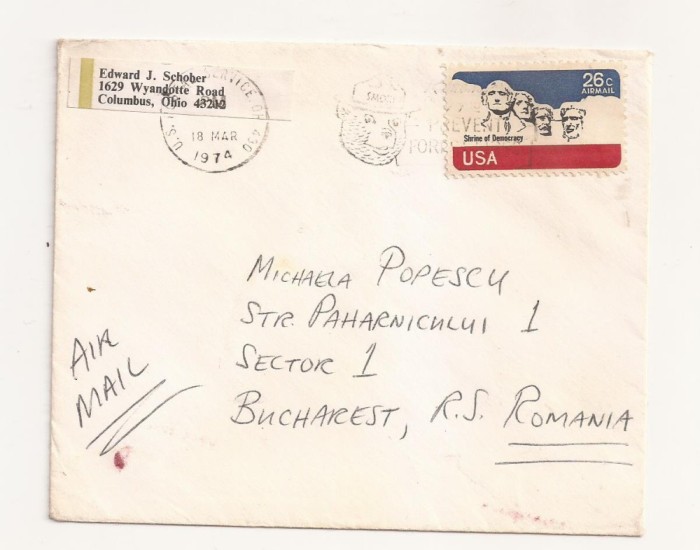 Edward J. Schober
1629 Wyandotte Road
Columbus, Ohio 43212
18 MAR
1974
PREVENT
26c
AIRMAIL
Shrine of Democracy
USA
MICHAELA POPESCU
STR. PAHARNICULUI 1
SECTOR 1
BUCHAREST, R.S. ROMANIA
AIR
MAIL